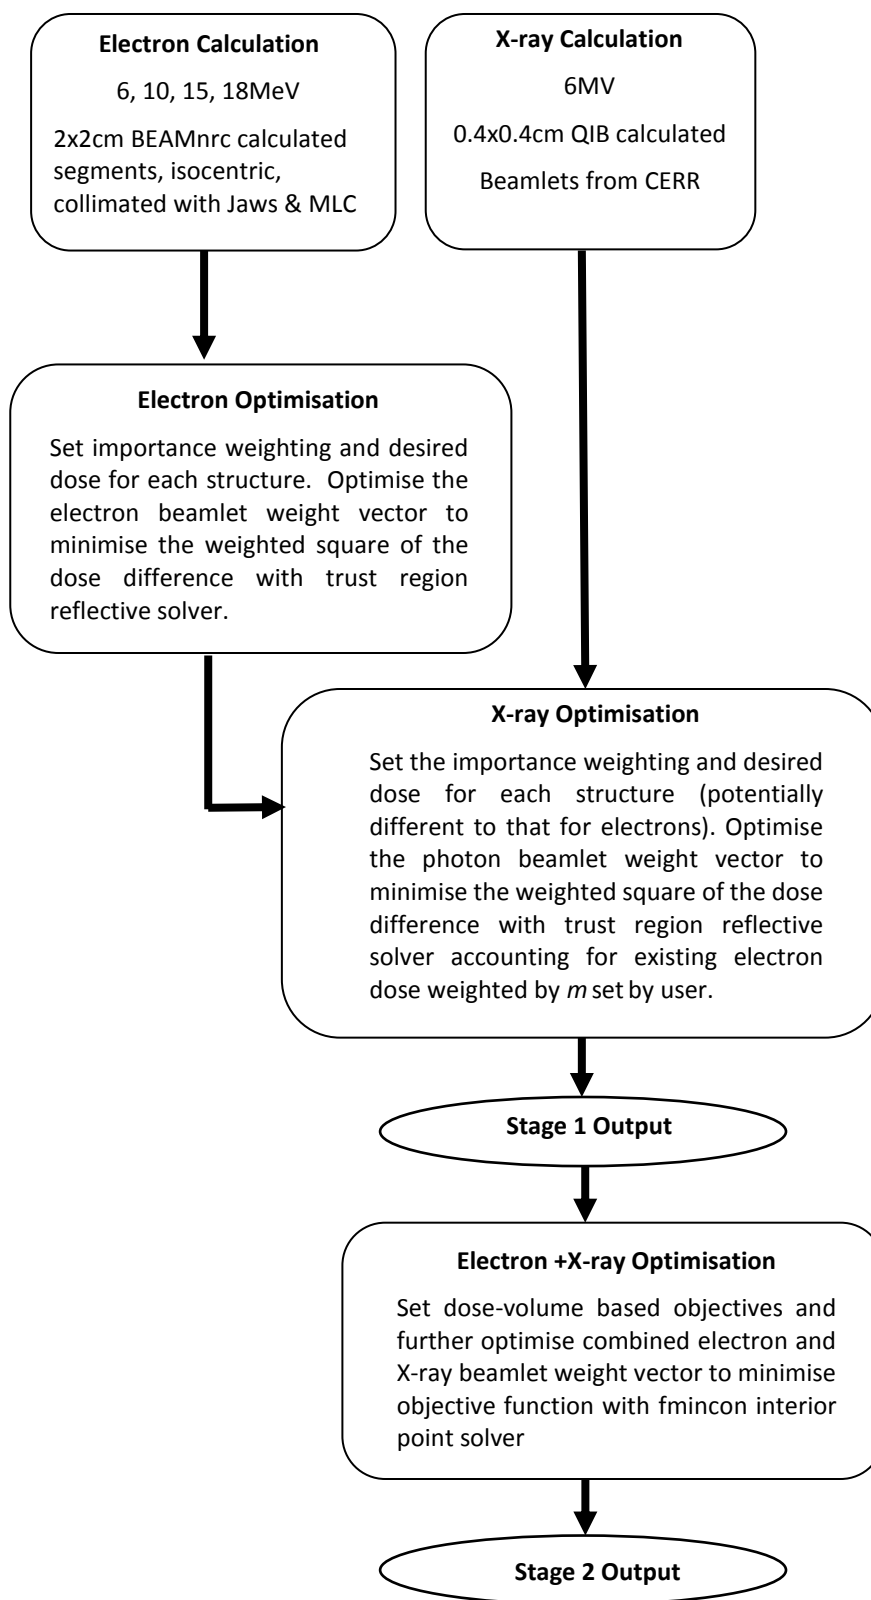 Electron Calculation
6, 10, 15, 18MeV
2x2cm BEAMnrc calculated
segments, isocentric,
collimated with Jaws & MLC
X-ray Calculation
6MV
0.4x0.4cm QIB calculated
Beamlets from CERR
Electron Optimisation
Set importance weighting and desired
dose for each structure. Optimise the
electron beamlet weight vector to
minimise the weighted square of the
dose difference with trust region
reflective solver.
X-ray Optimisation
Set the importance weighting and desired
dose for each structure (potentially
different to that for electrons). Optimise
the photon beamlet weight vector to
minimise the weighted square of the dose
difference with trust region reflective
solver accounting for existing electron
dose weighted by m set by user.
Stage 1 Output
Electron +X-ray Optimisation
Set dose-volume based objectives and
further optimise combined electron and
X-ray beamlet weight vector to minimise
objective function with fmincon interior
point solver
Stage 2 Output